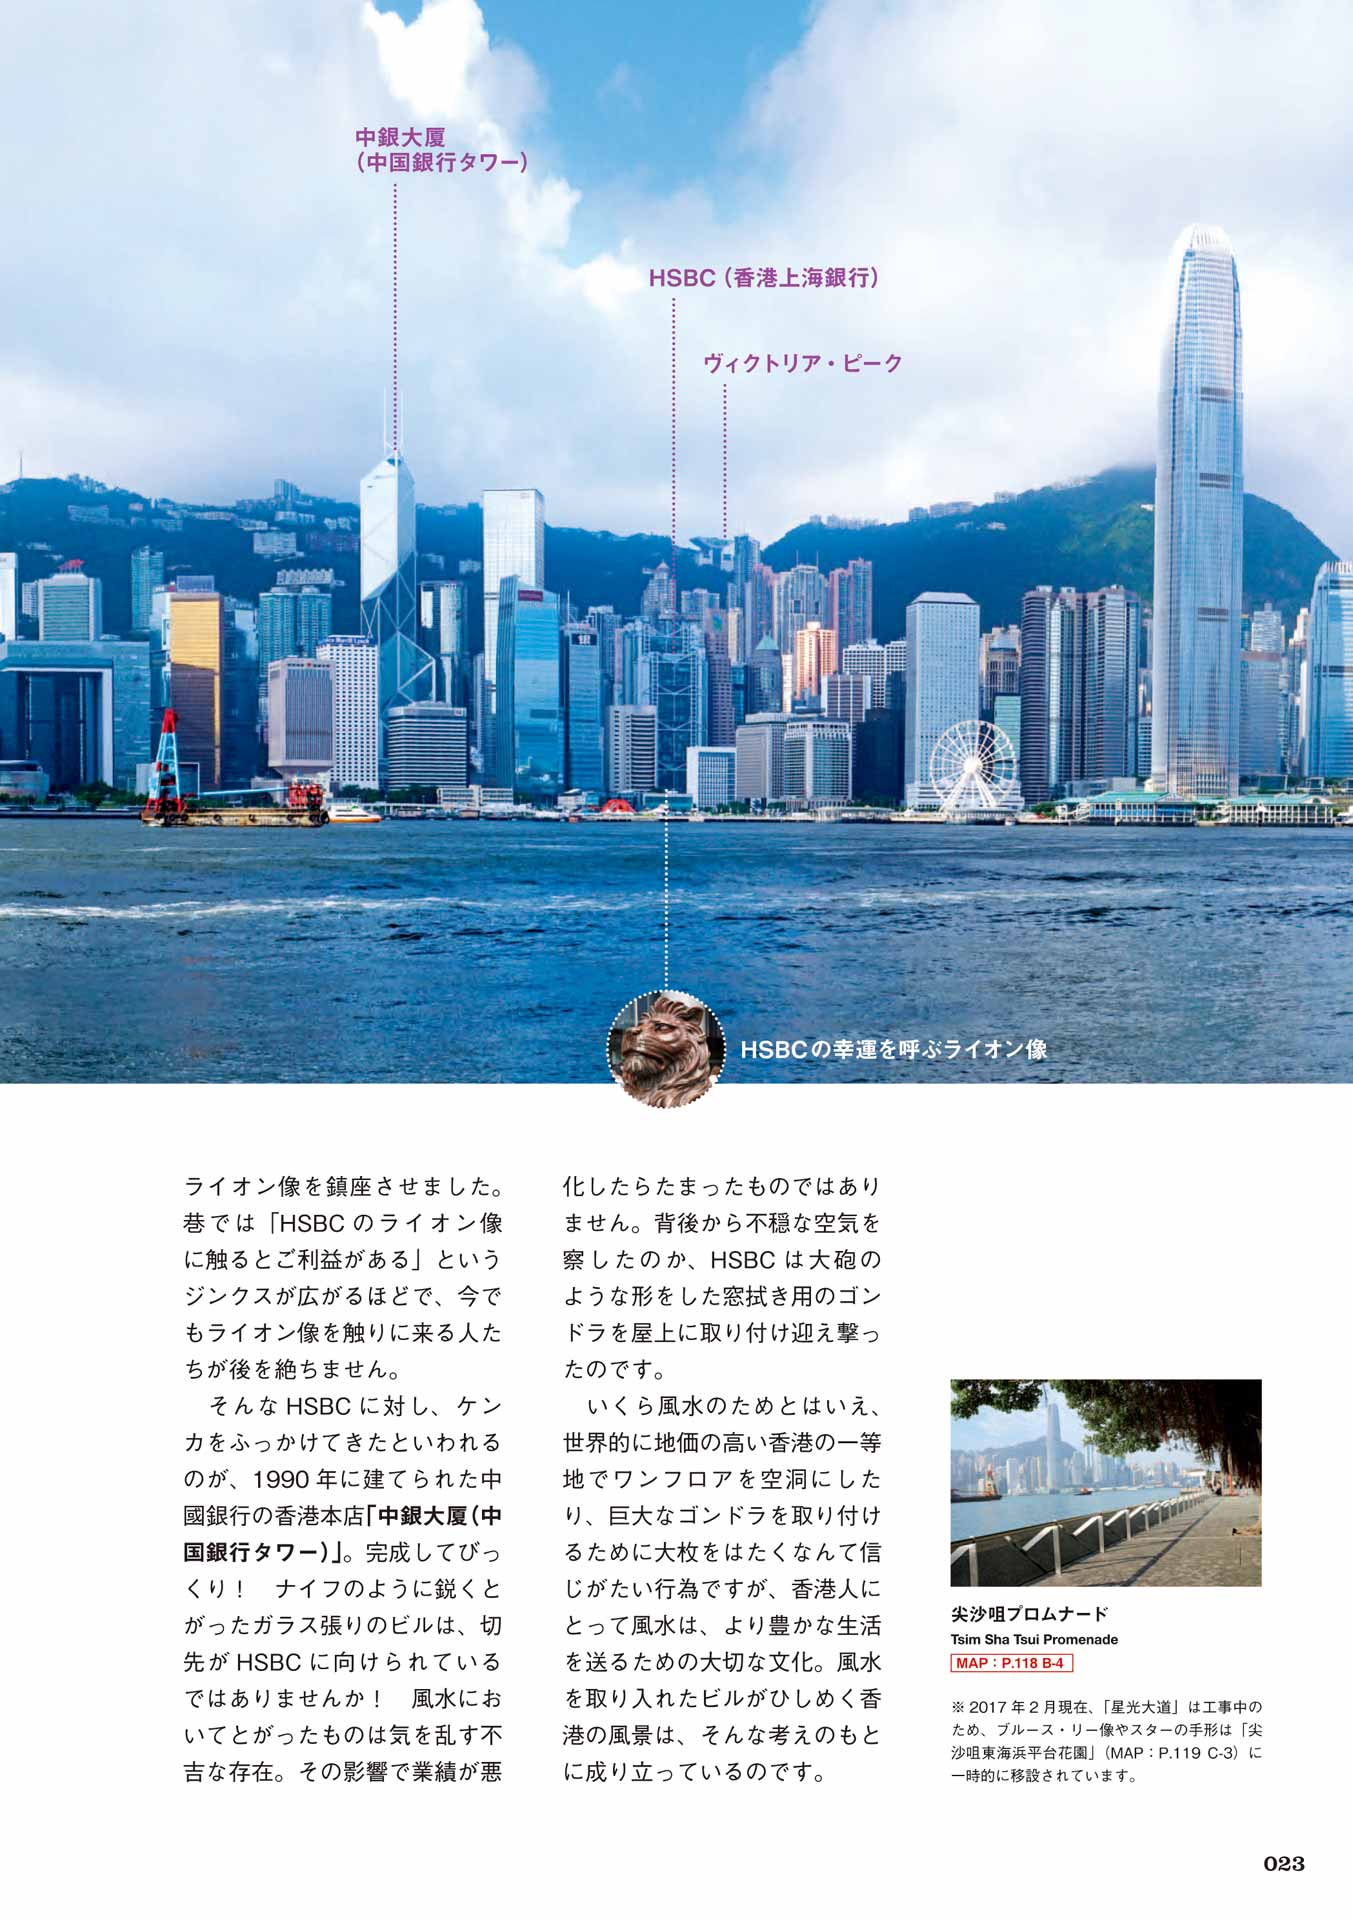 中銀大厦
（中国銀行タワー）
HSBC（香港上海銀行）
ヴィクトリア・ピーク
HSBCの幸運を呼ぶライオン像
ライオン像を鎮座させました。
巷では「HSBCのライオン像
に触るとご利益がある」という
ジンクスが広がるほどで、今で
もライオン像を触りに来る人た
ちが後を絶ちません。
　そんなHSBCに対し、ケン
カをふっかけてきたといわれる
のが、1990年に建てられた中
國銀行の香港本店「中銀大厦（中
国銀行タワー）」。完成してびっ
くり！　ナイフのように鋭くと
がったガラス張りのビルは、切
先がHSBCに向けられている
ではありませんか！　風水にお
いてとがったものは気を乱す不
吉な存在。その影響で業績が悪
化したらたまったものではあり
ません。背後から不穏な空気を
察したのか、HSBCは大砲の
ような形をした窓拭き用のゴン
ドラを屋上に取り付け迎え撃っ
たのです。
　いくら風水のためとはいえ、
世界的に地価の高い香港の一等
地でワンフロアを空洞にした
り、巨大なゴンドラを取り付け
るために大枚をはたくなんて信
じがたい行為ですが、香港人に
とって風水は、より豊かな生活
を送るための大切な文化。風水
を取り入れたビルがひしめく香
港の風景は、そんな考えのもと
に成り立っているのです。
尖沙咀プロムナード
Tsim Sha Tsui Promenade
MAP：P.118 B-4
※2017年2月現在、「星光大道」は工事中の
ため、ブルース・リー像やスターの手形は「尖
沙咀東海浜平台花園」（MAP：P.119 C-3）に
一時的に移設されています。
023